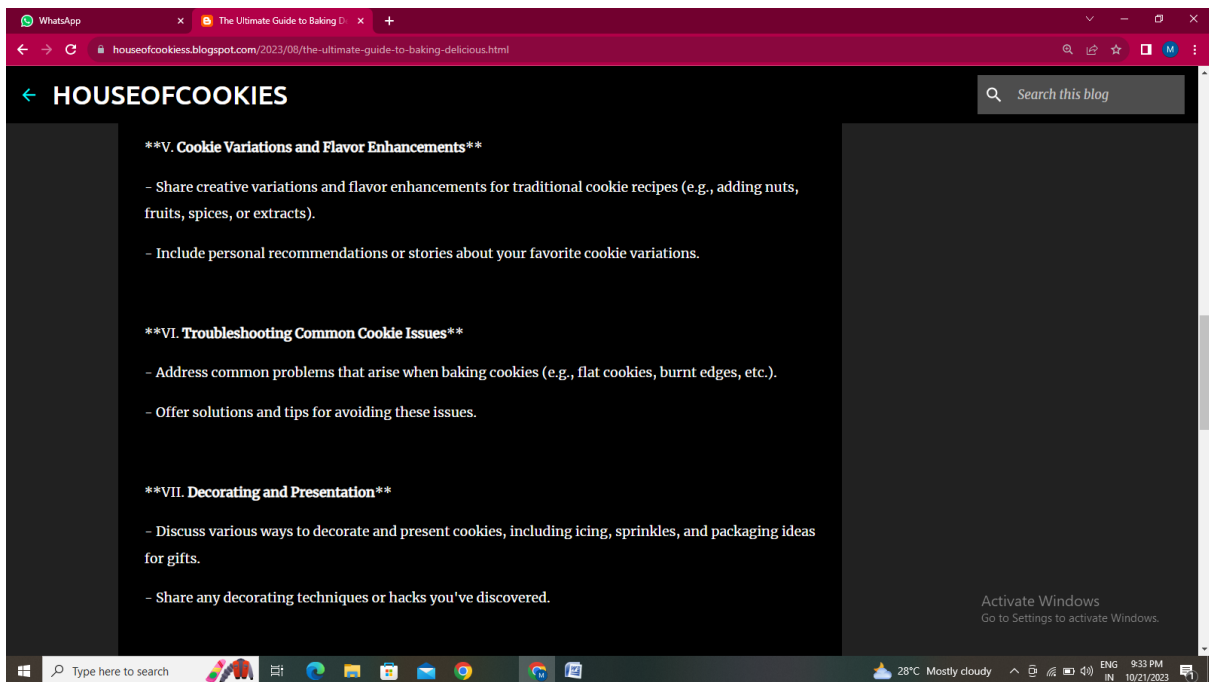 WhatsApp
The Ultimate Guide to Baking D
houseofcookiess.blogspot.com/2023/08/the-ultimate-guide-to-baking-delicious.html
M
HOUSEOFCOOKIES
Search this blog
**V. Cookie Variations and Flavor Enhancements**
- Share creative variations and flavor enhancements for traditional cookie recipes (e.g., adding nuts,
fruits, spices, or extracts).
- Include personal recommendations or stories about your favorite cookie variations.
**VI. Troubleshooting Common Cookie Issues**
- Address common problems that arise when baking cookies (e.g., flat cookies, burnt edges, etc.).
- Offer solutions and tips for avoiding these issues.
**VII. Decorating and Presentation**
- Discuss various ways to decorate and present cookies, including icing, sprinkles, and packaging ideas
for gifts.
- Share any decorating techniques or hacks you've discovered.
Activate Windows
Go to Settings to activate Windows.
Type here to search
28°C Mostly cloudy
ENG
IN
9:33 PM
10/21/2023